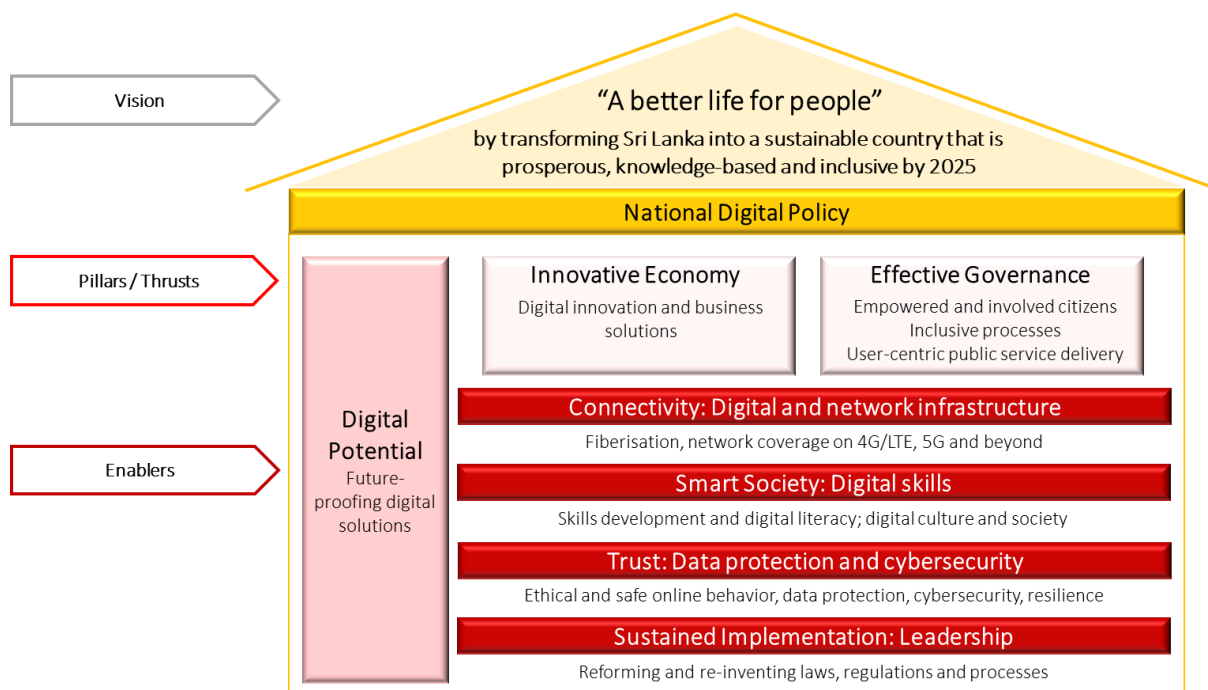 Vision
“A better life for people”
by transforming Sri Lanka into a sustainable country that is
prosperous, knowledge-based and inclusive by 2025
National Digital Policy
Pillars / Thrusts
Innovative Economy
Digital innovation and business
solutions
Effective Governance
Empowered and involved citizens
Inclusive processes
User-centric public service delivery
Enablers
Digital
Potential
Future-
proofing digital
solutions
Connectivity: Digital and network infrastructure
Fiberisation, network coverage on 4G/LTE, 5G and beyond
Smart Society: Digital skills
Skills development and digital literacy; digital culture and society
Trust: Data protection and cybersecurity
Ethical and safe online behavior, data protection, cybersecurity, resilience
Sustained Implementation: Leadership
Reforming and re-inventing laws, regulations and processes